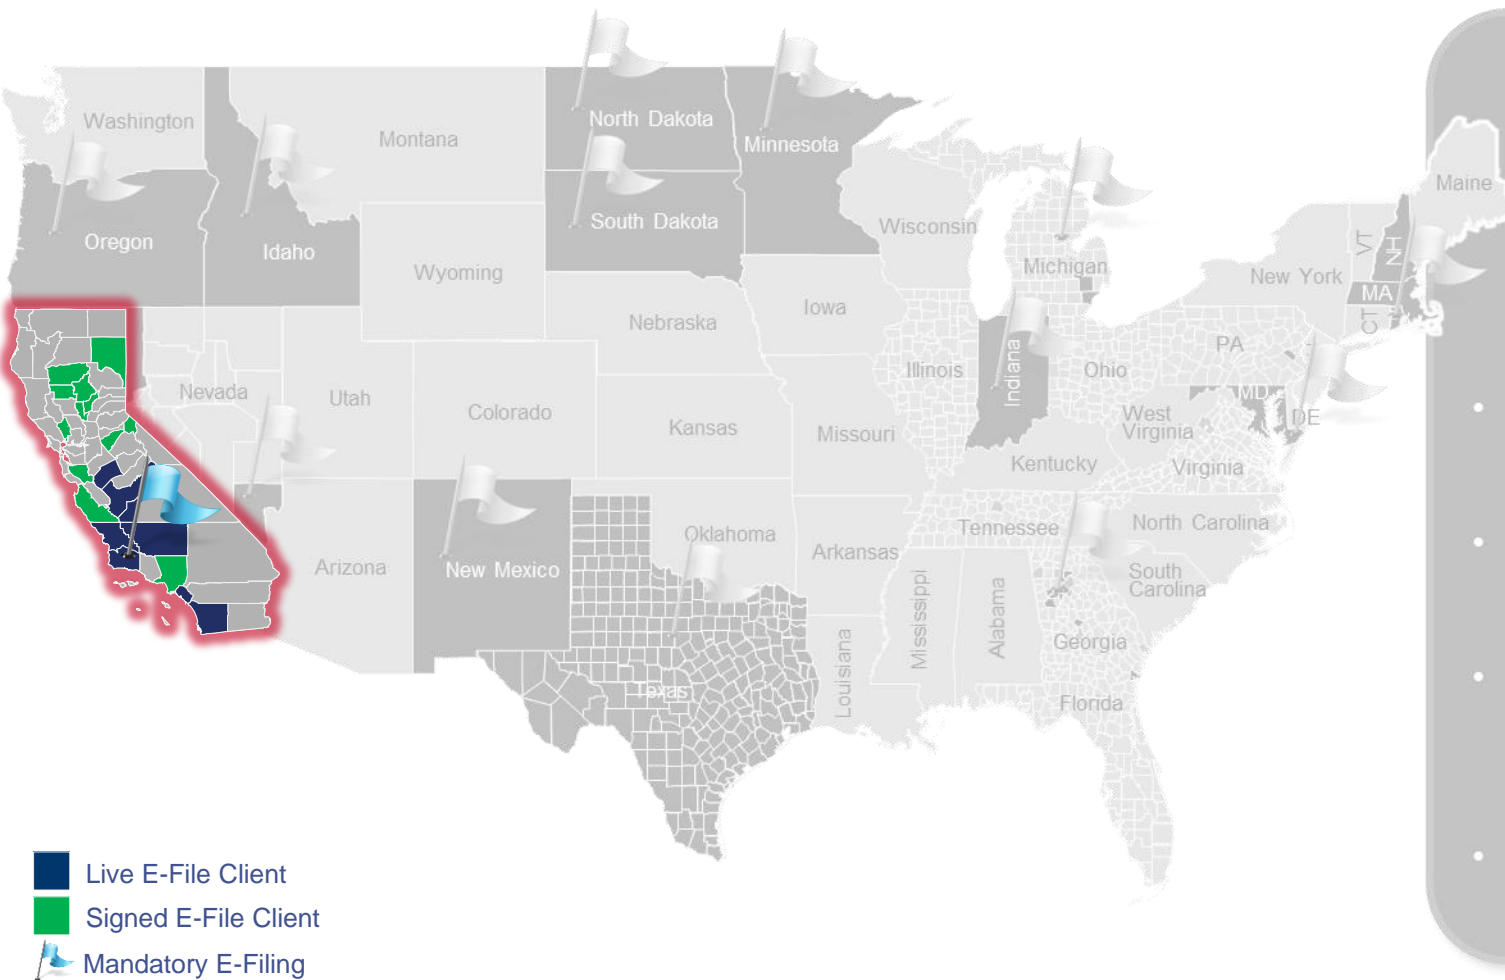 Washington
Montana
North Dakota
Minnesota
Oregon
Idaho
South Dakota
Wyoming
Wisconsin
Michigan
Maine
VT
NH
New York
MA
CT
Iowa
Nebraska
Nevada
Utah
Colorado
Kansas
Missouri
Illinois
Indiana
Ohio
PA
MD
DE
West
Virginia
Virginia
Kentucky
Arizona
New Mexico
Oklahoma
Arkansas
Tennessee
North Carolina
South
Carolina
Mississippi
Alabama
Georgia
Louisiana
Texas
Florida
Live E-File Client
Signed E-File Client
Mandatory E-Filing